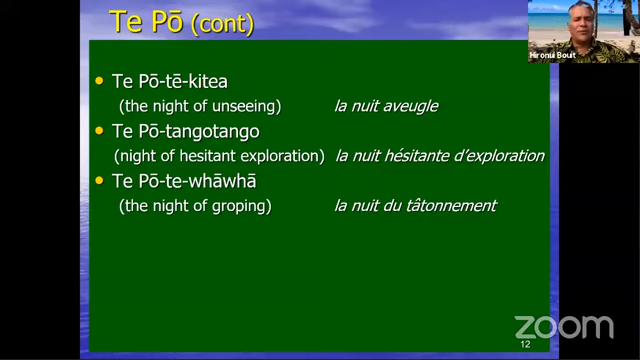 Te Pō (cont)
Hironui Bouit
Te Pō-tē-kitea
(the night of unseeing) la nuit aveugle
Te Pō-tangotango
(night of hesitant exploration) la nuit hésitante d'exploration
Te Pō-te-whāwhā
(the night of groping) la nuit du tâtonnement
zoom
12